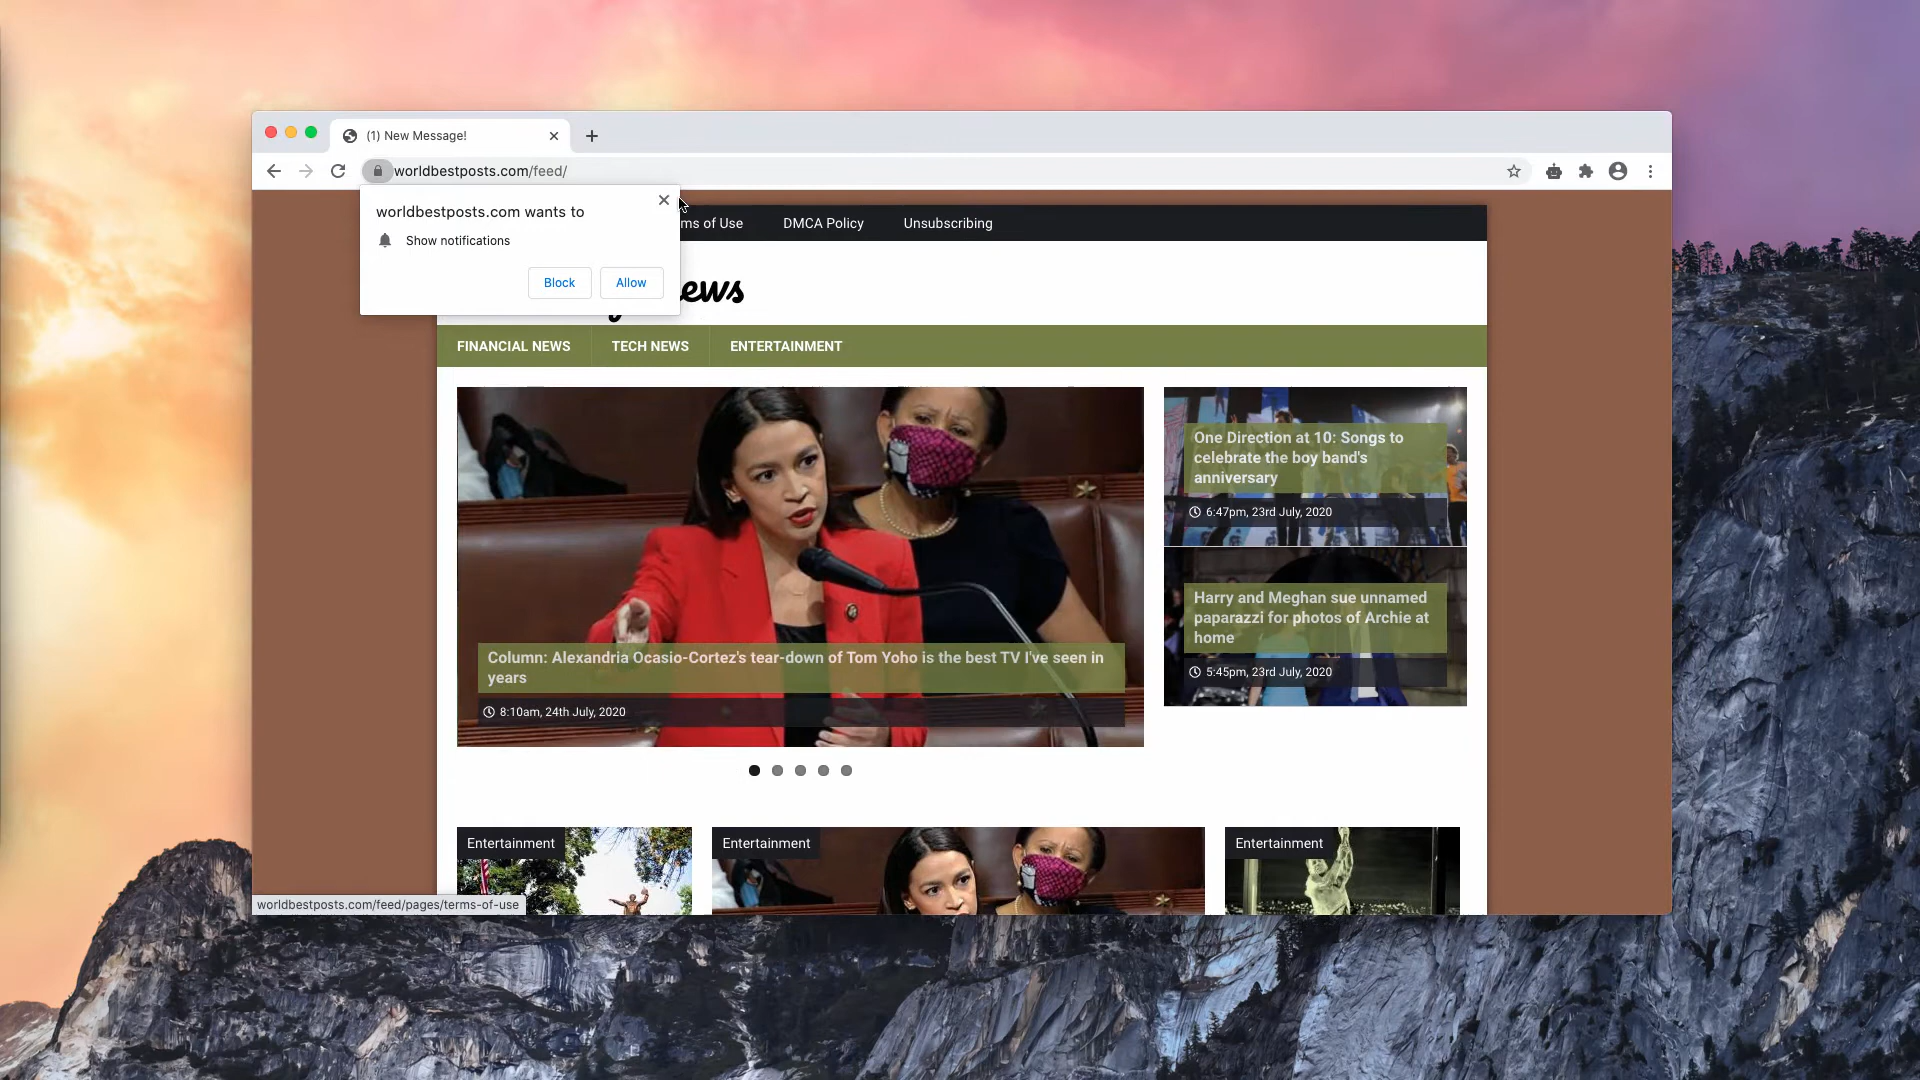 (1) New Message!
worldbestposts.com/feed/
worldbestposts.com wants to
Show notifications
Block
Allow
ms of Use
DMCA Policy
Unsubscribing
ews
FINANCIAL NEWS
TECH NEWS
ENTERTAINMENT
Column: Alexandria Ocasio-Cortez's tear-down of Tom Yoho is the best TV I've seen in
years
8:10am, 24th July, 2020
One Direction at 10: Songs to
celebrate the boy band's
anniversary
6:47pm, 23rd July, 2020
Harry and Meghan sue unnamed
paparazzi for photos of Archie at
home
5:45pm, 23rd July, 2020
Entertainment
Entertainment
Entertainment
worldbestposts.com/feed/pages/terms-of-use